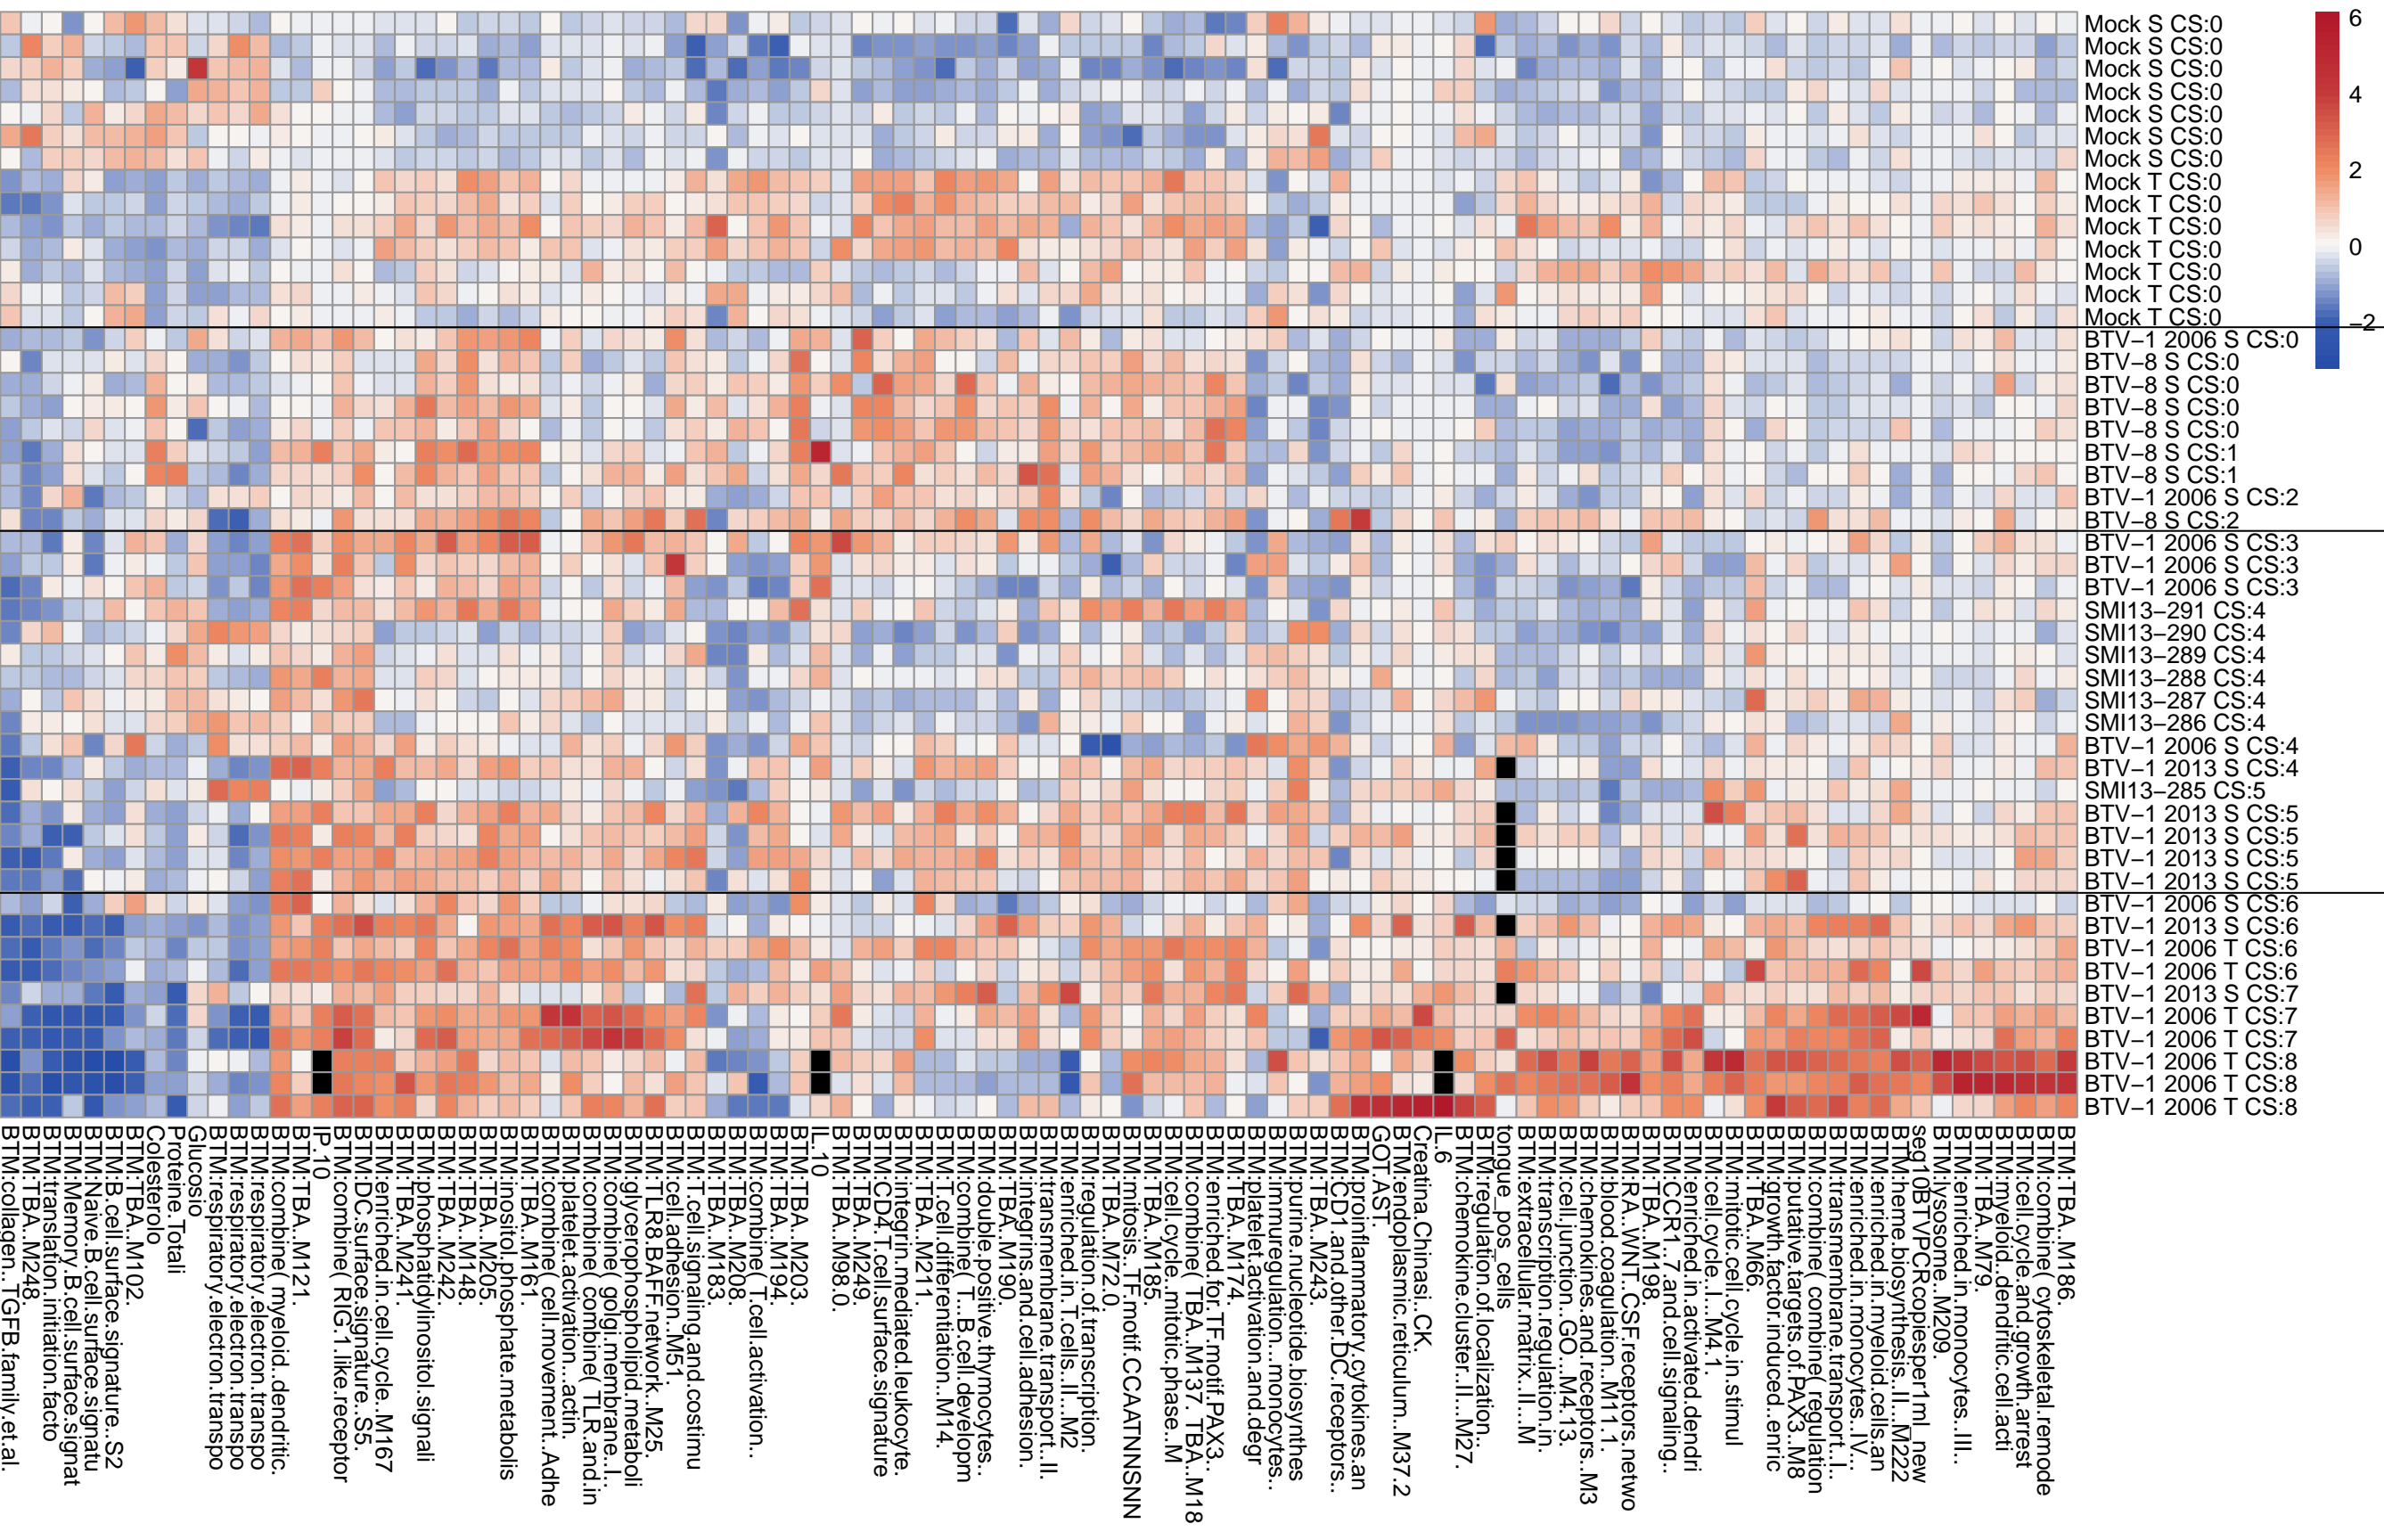 Mock S CS:0
Mock S CS:0
Mock S CS:0
Mock S CS:0
Mock S CS:0
Mock S CS:0
Mock S CS:0
Mock T CS:0
Mock T CS:0
Mock T CS:0
Mock T CS:0
Mock T CS:0
Mock T CS:0
Mock T CS:0
BTV−1 2006 S CS:0
BTV−8 S CS:0
BTV−8 S CS:0
BTV−8 S CS:0
BTV−8 S CS:0
BTV−8 S CS:1
BTV−8 S CS:1
BTV−1 2006 S CS:2
BTV−8 S CS:2
BTV−1 2006 S CS:3
BTV−1 2006 S CS:3
BTV−1 2006 S CS:3
SMI13−291 CS:4
SMI13−290 CS:4
SMI13−289 CS:4
SMI13−288 CS:4
SMI13−287 CS:4
SMI13−286 CS:4
BTV−1 2006 S CS:4
BTV−1 2013 S CS:4
SMI13−285 CS:5
BTV−1 2013 S CS:5
BTV−1 2013 S CS:5
BTV−1 2013 S CS:5
BTV−1 2013 S CS:5
BTV−1 2006 S CS:6
BTV−1 2013 S CS:6
BTV−1 2006 T CS:6
BTV−1 2006 T CS:6
BTV−1 2013 S CS:7
BTV−1 2006 T CS:7
BTV−1 2006 T CS:7
BTV−1 2006 T CS:8
BTV−1 2006 T CS:8
BTV−1 2006 T CS:8
6
4
2
0
−2
BTM:collagen..TGFB.family.et.al.
BTM:TBA..M248.
BTM:translation.initiation.facto
BTM:Memory.B.cell.surface.signat
BTM:Naive.B.cell.surface.signatu
BTM:B.cell.surface.signature..S2
BTM:TBA..M102.
Colesterolo
Proteine.Totali
Glucosio
BTM:respiratory.electron.transpo
BTM:respiratory.electron.transpo
BTM:respiratory.electron.transpo
BTM:combine( myeloid..dendritic.
BTM:TBA..M121.
IP.10
BTM:combine( RIG.1.like.receptor
BTM:DC.surface.signature..S5.
BTM:enriched.in.cell.cycle..M167
BTM:TBA..M241.
BTM:phosphatidylinositol.signali
BTM:TBA..M242.
BTM:TBA..M148.
BTM:TBA..M205.
BTM:inositol.phosphate.metabolis
BTM:TBA..M161.
BTM:combine( cell.movement..Adhe
BTM:platelet.activation...actin.
BTM:combine( combine( TLR.and.in
BTM:combine( golgi.membrane..I..
BTM:glycerophospholipid.metaboli
BTM:TLR8.BAFF.network..M25.
BTM:cell.adhesion..M51.
BTM:T.cell.signaling.and.costimu
BTM:TBA..M183.
BTM:TBA..M208.
BTM:combine( T.cell.activation..
BTM:TBA..M194.
BTM:TBA..M203.
IL.10
BTM:TBA..M98.0.
BTM:TBA..M249.
BTM:CD4.T.cell.surface.signature
BTM:integrin.mediated.leukocyte.
BTM:TBA..M211.
BTM:T.cell.differentiation..M14.
BTM:combine( T...B.cell.developm
BTM:double.positive.thymocytes..
BTM:TBA..M190.
BTM:integrins.and.cell.adhesion.
BTM:transmembrane.transport..II.
BTM:enriched.in.T.cells..II...M2
BTM:regulation.of.transcription.
BTM:TBA..M72.0.
BTM:mitosis..TF.motif.CCAATNNSNN
BTM:TBA..M185.
BTM:cell.cycle...mitotic.phase..M
BTM:combine( TBA..M137. TBA..M18
BTM:enriched.for.TF.motif.PAX3..
BTM:TBA..M174.
BTM:platelet.activation.and.degr
BTM:immuregulation...monocytes..
BTM:purine.nucleotide.biosynthes
BTM:TBA..M243.
BTM:CD1.and.other.DC.receptors..
BTM:proinflammatory.cytokines.an
GOT.AST.
BTM:endoplasmic.reticulum...M37.2
Creatina.Chinasi..CK.
IL.6
BTM:chemokine.cluster..II...M27.
BTM:regulation.of.localization..
tongue_pos_cells
BTM:extracellular.matrix...II...M
BTM:transcription.regulation.in.
BTM:cell.junction...GO...M4.13.
BTM:chemokines.and.receptors..M3
BTM:blood.coagulation..M11.1.
BTM:RA..WNT..CSF.receptors.netwo
BTM:TBA..M198.
BTM:CCR1..7.and.cell.signaling..
BTM:enriched.in.activated.dendri
BTM:cell.cycle..I...M4.1.
BTM:mitotic.cell.cycle.in.stimul
BTM:TBA..M66.
BTM:growth.factor.induced..enric
BTM:putative.targets.of.PAX3..M8
BTM:combine( combine( regulation
BTM:transmembrane.transport..I..
BTM:enriched.in.monocytes..IV...
BTM:enriched.in.myeloid.cells.an
BTM:heme.biosynthesis..II...M222
seg10BTVPCRcopiesper1ml_new
BTM:lysosome..M209.
BTM:enriched.in.monocytes...III...
BTM:TBA..M79.
BTM:myeloid..dendritic.cell.acti
BTM:cell.cycle.and.growth.arrest
BTM:combine( cytoskeletal.remode
BTM:TBA..M186.